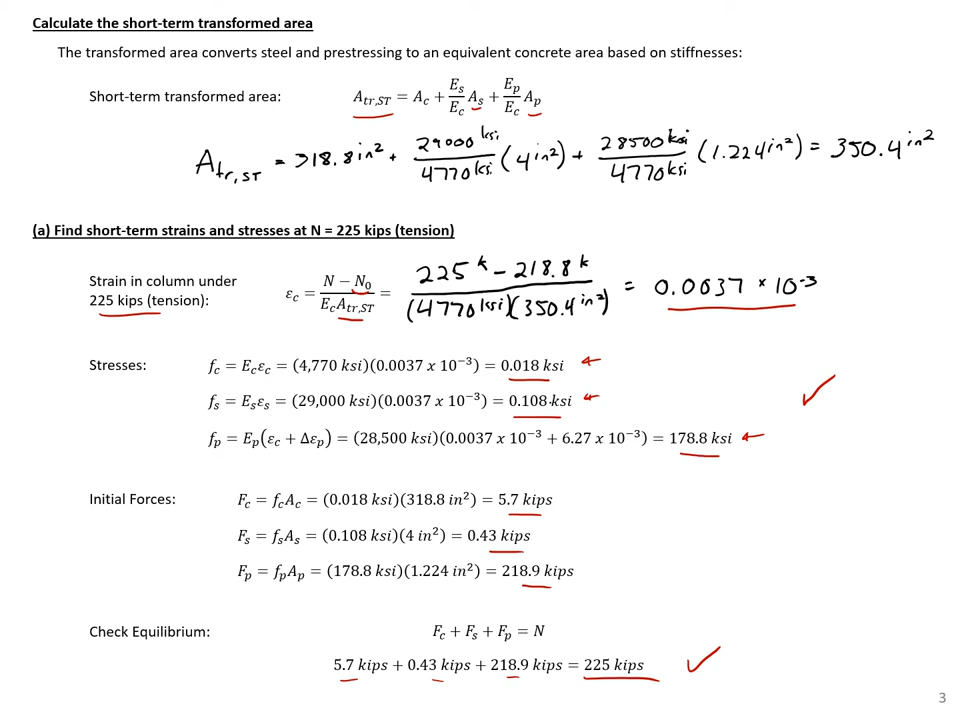 Calculate the short-term transformed area
The transformed area converts steel and prestressing to an equivalent concrete area based on stiffnesses:
Short-term transformed area: A_tr,ST = A_c + E_s/E_c A_s + E_p/E_c A_p
A_tr,ST = 318.8 in² + 29000 ksi/4770 ksi (4 in²) + 28500 ksi/4770 ksi (1.224 in²) = 350.4 in²
(a) Find short-term strains and stresses at N = 225 kips (tension)
Strain in column under
225 kips (tension): ε_c = (N − N_0)/(E_c A_tr,ST) = (225 k − 218.8 k)/((4770 ksi)(350.4 in²)) = 0.0037 × 10⁻³
Stresses: f_c = E_c ε_c = (4,770 ksi)(0.0037 x 10⁻³) = 0.018 ksi
f_s = E_s ε_s = (29,000 ksi)(0.0037 x 10⁻³) = 0.108 ksi
f_p = E_p(ε_c + Δε_p) = (28,500 ksi)(0.0037 x 10⁻³ + 6.27 x 10⁻³) = 178.8 ksi
Initial Forces: F_c = f_c A_c = (0.018 ksi)(318.8 in²) = 5.7 kips
F_s = f_s A_s = (0.108 ksi)(4 in²) = 0.43 kips
F_p = f_p A_p = (178.8 ksi)(1.224 in²) = 218.9 kips
Check Equilibrium: F_c + F_s + F_p = N
5.7 kips + 0.43 kips + 218.9 kips = 225 kips
3